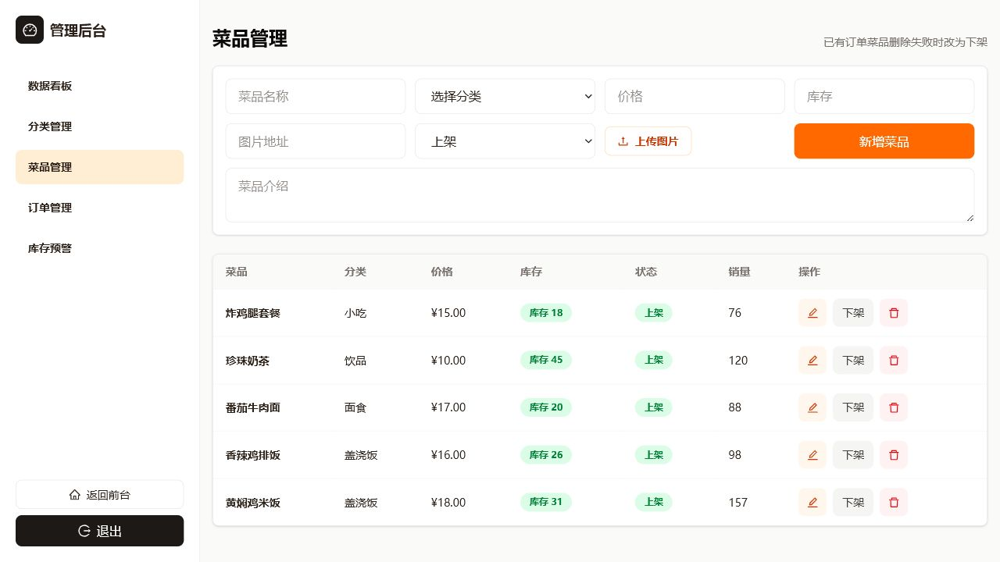 管理后台
数据看板
分类管理
菜品管理
订单管理
库存预警
返回前台
退出
菜品管理
已有订单菜品删除失败时改为下架
菜品名称 选择分类 价格 库存
图片地址 上架 上传图片 新增菜品
菜品介绍
菜品 分类 价格 库存 状态 销量 操作
炸鸡腿套餐 小吃 ¥15.00 库存 18 上架 76 下架
珍珠奶茶 饮品 ¥10.00 库存 45 上架 120 下架
番茄牛肉面 面食 ¥17.00 库存 20 上架 88 下架
香辣鸡排饭 盖浇饭 ¥16.00 库存 26 上架 98 下架
黄焖鸡米饭 盖浇饭 ¥18.00 库存 31 上架 157 下架